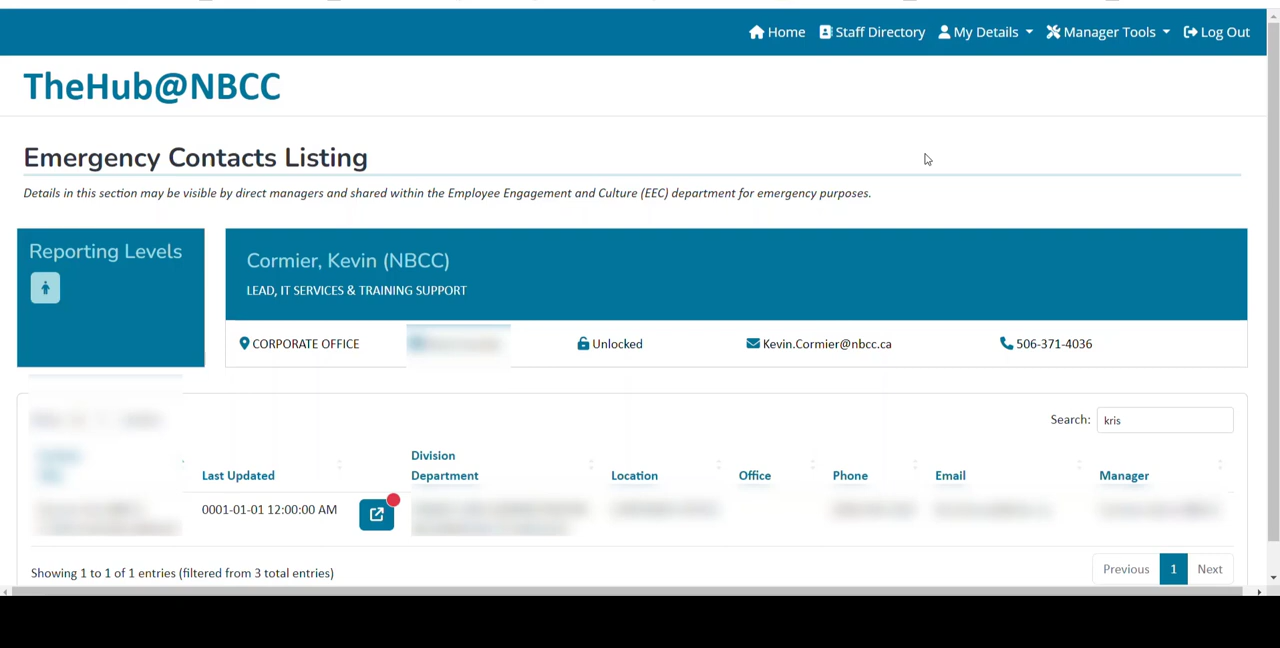 Home Staff Directory My Details Manager Tools Log Out
TheHub@NBCC
Emergency Contacts Listing
Details in this section may be visible by direct managers and shared within the Employee Engagement and Culture (EEC) department for emergency purposes.
Reporting Levels
Cormier, Kevin (NBCC)
LEAD, IT SERVICES & TRAINING SUPPORT
CORPORATE OFFICE Unlocked Kevin.Cormier@nbcc.ca 506-371-4036
Search: kris
Division
Last Updated Department Location Office Phone Email Manager
0001-01-01 12:00:00 AM
Showing 1 to 1 of 1 entries (filtered from 3 total entries)
Previous 1 Next